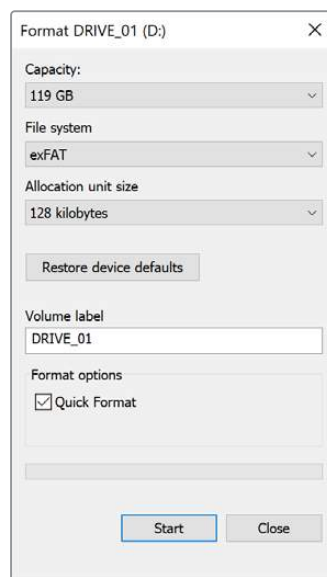 Format DRIVE_01 (D:)
Capacity:
119 GB
File system
exFAT
Allocation unit size
128 kilobytes
Restore device defaults
Volume label
DRIVE_01
Format options
Quick Format
Start Close